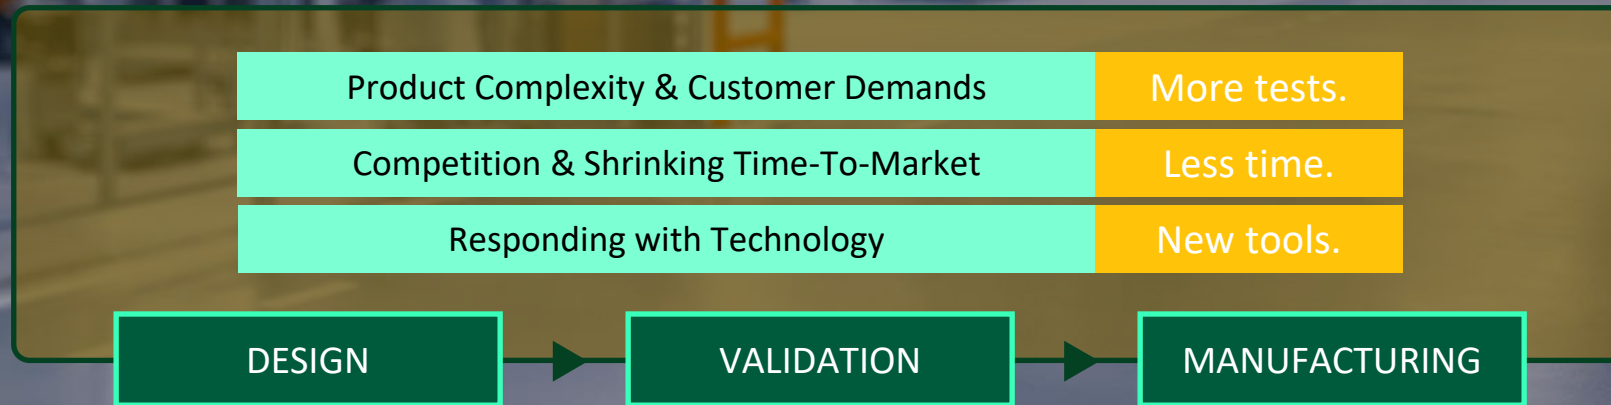 Product Complexity & Customer Demands More tests.
Competition & Shrinking Time-To-Market Less time.
Responding with Technology New tools.
DESIGN VALIDATION MANUFACTURING